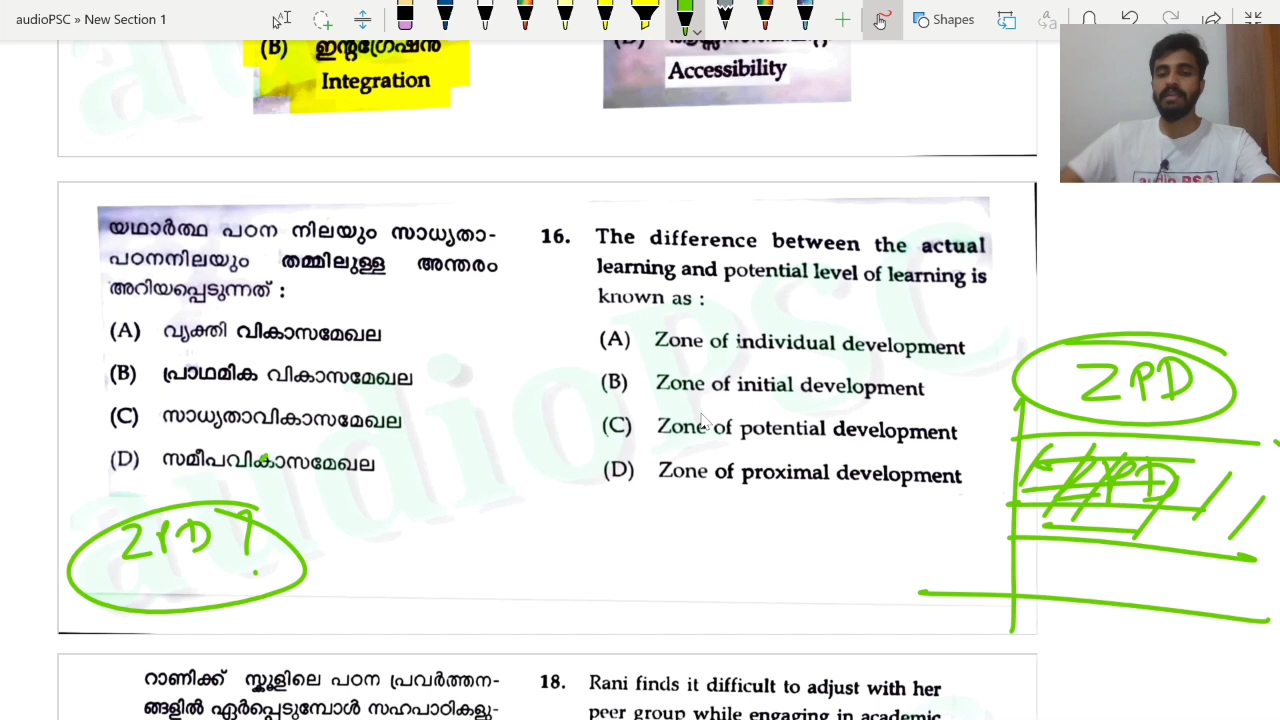 audioPSC » New Section 1
Shapes
(B) ഇന്റഗ്രേഷൻ
Integration
Accessibility
audio PSC
യഥാർത്ഥ പഠന നിലയും സാധ്യതാ-
പഠനനിലയും തമ്മിലുള്ള അന്തരം
അറിയപ്പെടുന്നത് :
(A) വ്യക്തി വികാസമേഖല
(B) പ്രാഥമിക വികാസമേഖല
(C) സാധ്യതാവികാസമേഖല
(D) സമീപവികാസമേഖല
ZPD ?
16. The difference between the actual
learning and potential level of learning is
known as :
(A) Zone of individual development
(B) Zone of initial development
(C) Zone of potential development
(D) Zone of proximal development
ZPD
ZPD
audioPSC
റാണിക്ക് സ്കൂളിലെ പഠന പ്രവർത്തന-
ങ്ങളിൽ ഏർപ്പെടുമ്പോൾ സഹപാഠികളു-
18. Rani finds it difficult to adjust with her
peer group while engaging in academic